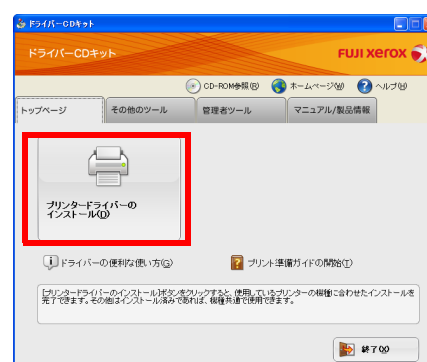 ドライバーCDキット
ドライバーCDキット
FUJI XEROX
CD-ROM参照(R) ホームページ(W) ヘルプ(H)
トップページ その他のツール 管理者ツール マニュアル/製品情報
プリンタードライバーの
インストール(D)
ドライバーの便利な使い方(G) プリント準備ガイドの開始(T)
[プリンタードライバーのインストール]ボタンをクリックすると、使用しているプリンターの機種に合わせたインストールを
完了できます。その他はインストール済みであれば、機種共通で使用できます。
終了(X)